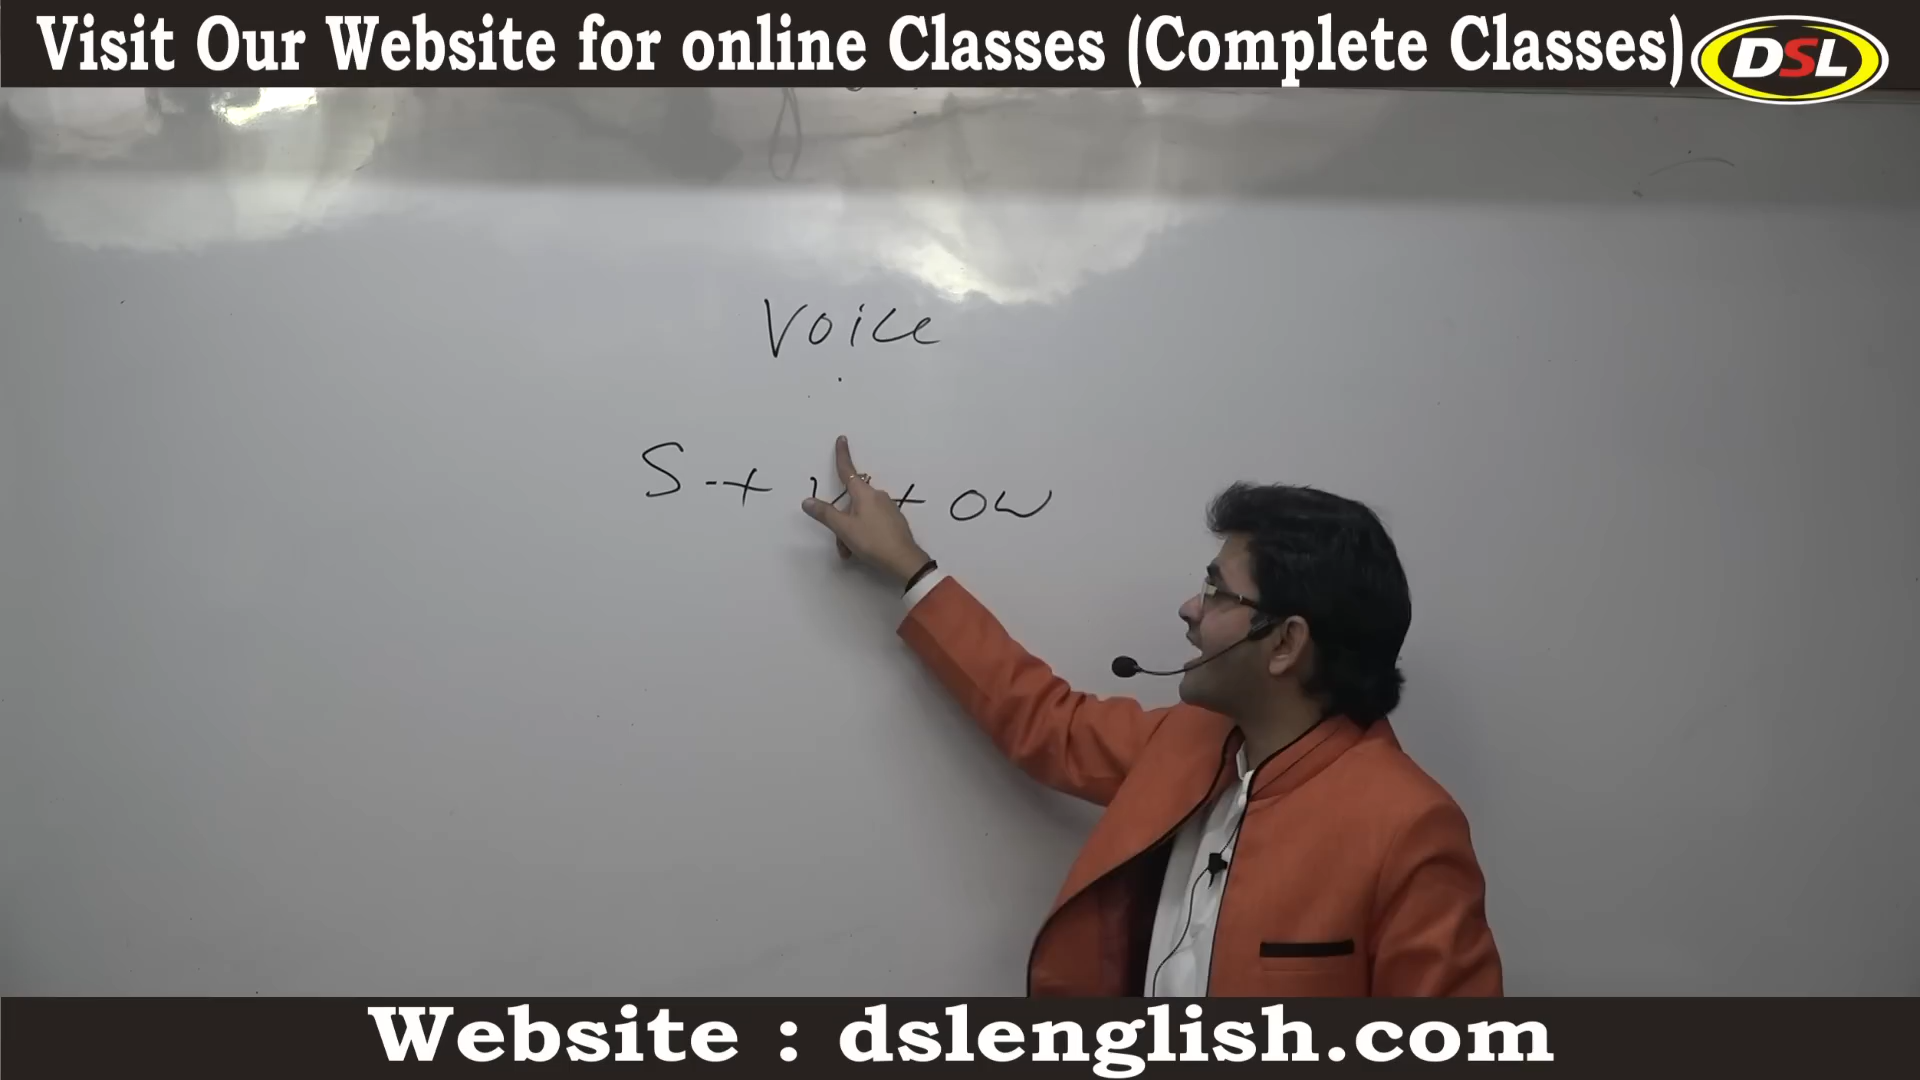 Visit Our Website for online Classes (Complete Classes) DSL
Voice
S + V + OW
Website : dslenglish.com